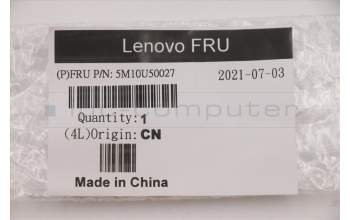 Lenovo FRU
(P)FRU P/N: 5M10U50027
2021-07-03
Quantity: 1
(4L)Origin: CN
Made in China